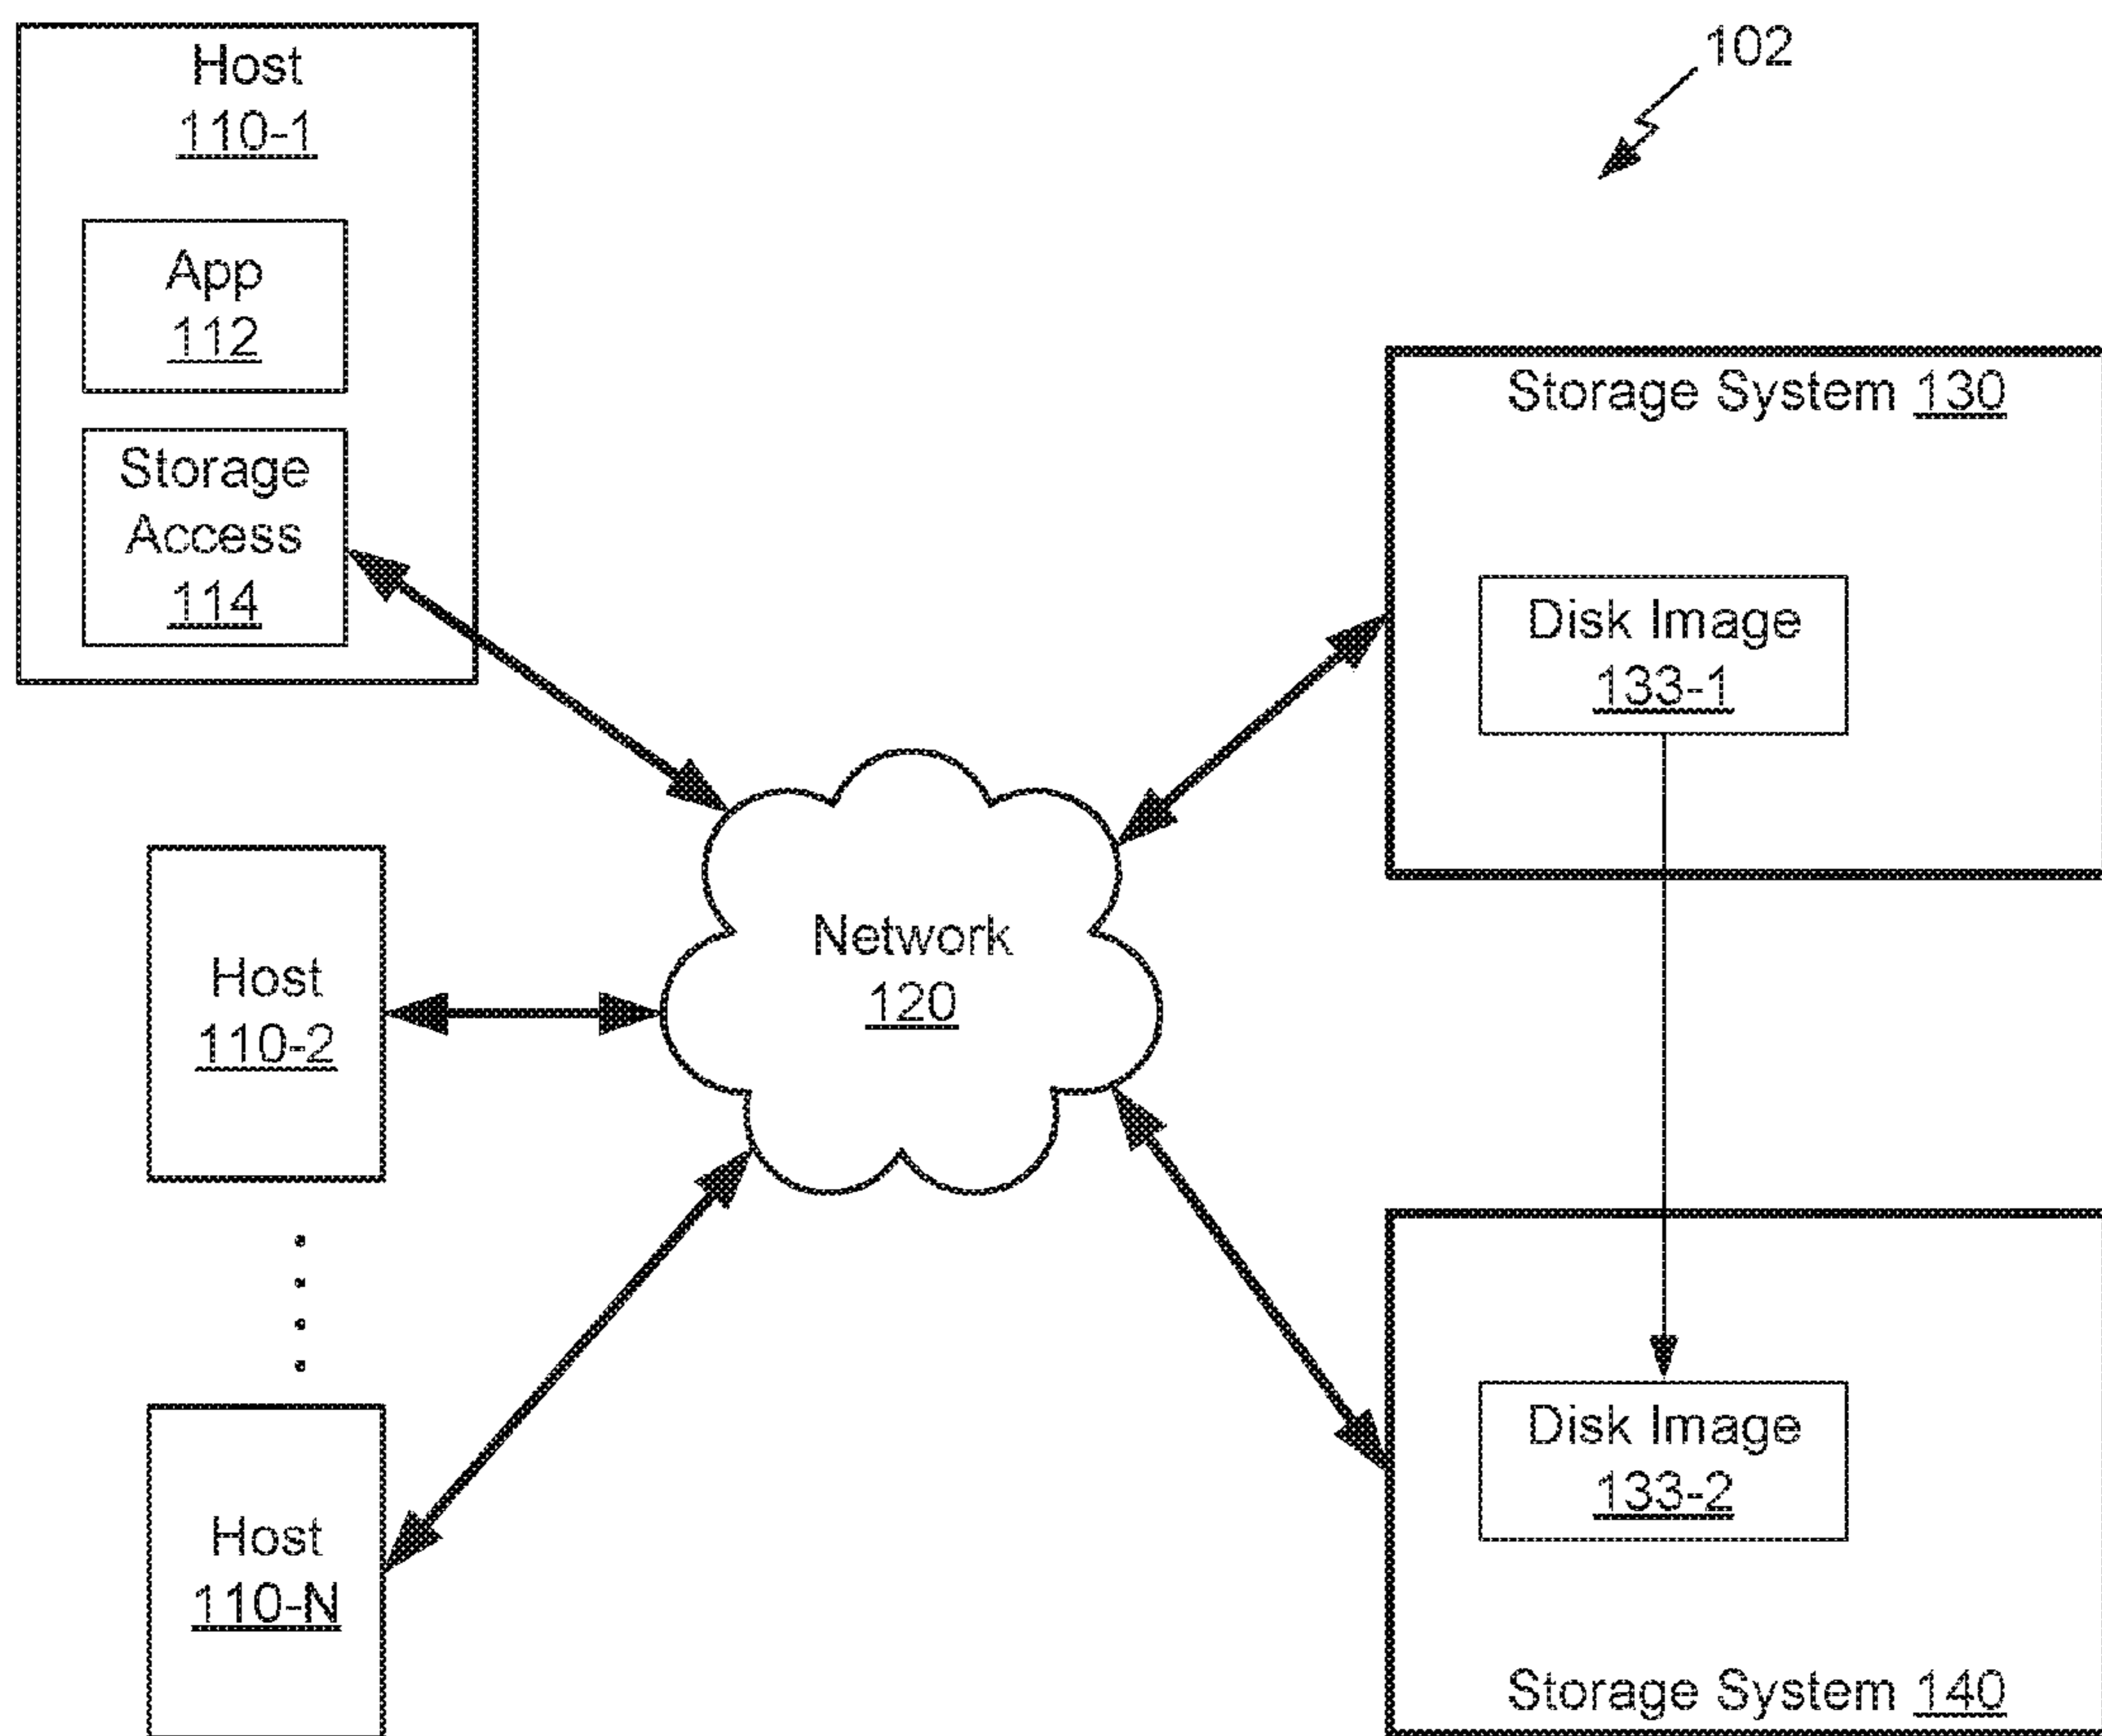 102
Host
110-1
App
112
Storage
Access
114
Storage System 130
Disk Image
133-1
Network
120
Host
110-2
Host
110-N
Disk Image
133-2
Storage System 140